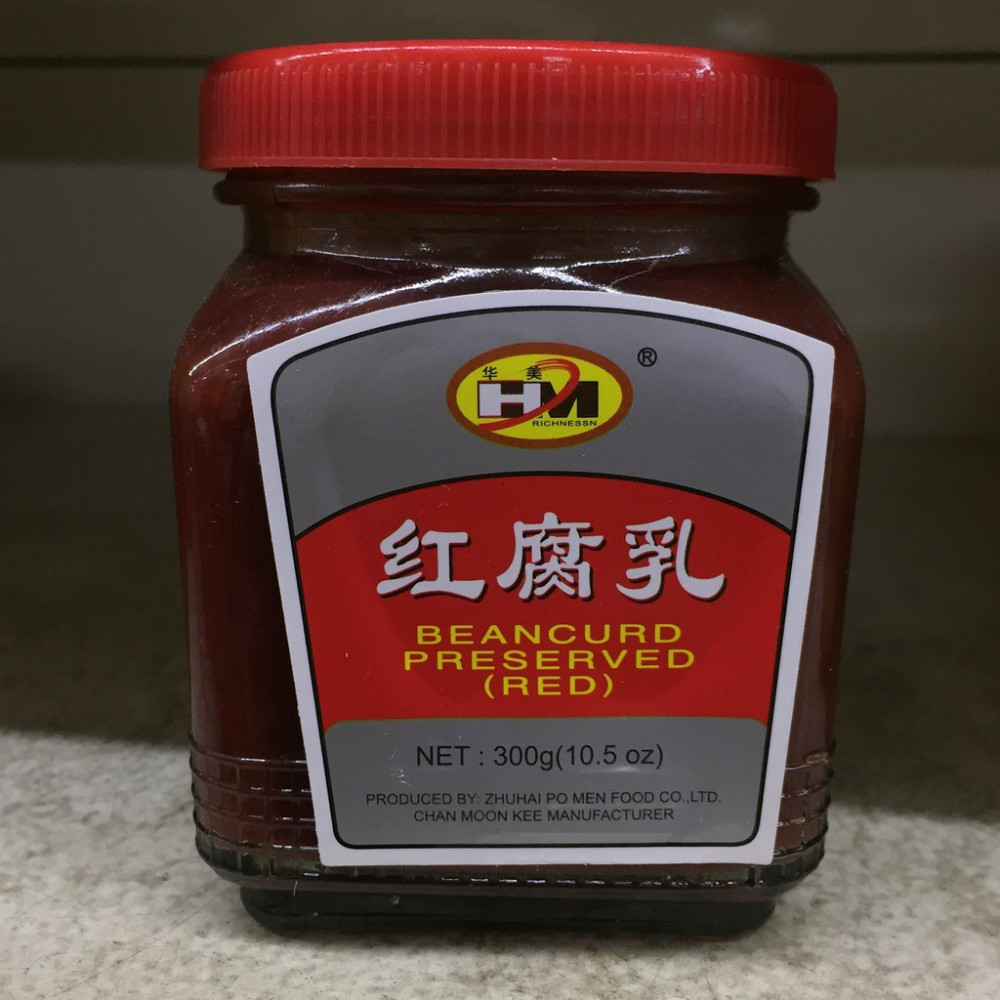 华 美
HM
RICHNESSN
®
红腐乳
BEANCURD
PRESERVED
(RED)
NET : 300g(10.5 oz)
PRODUCED BY: ZHUHAI PO MEN FOOD CO.,LTD.
CHAN MOON KEE MANUFACTURER